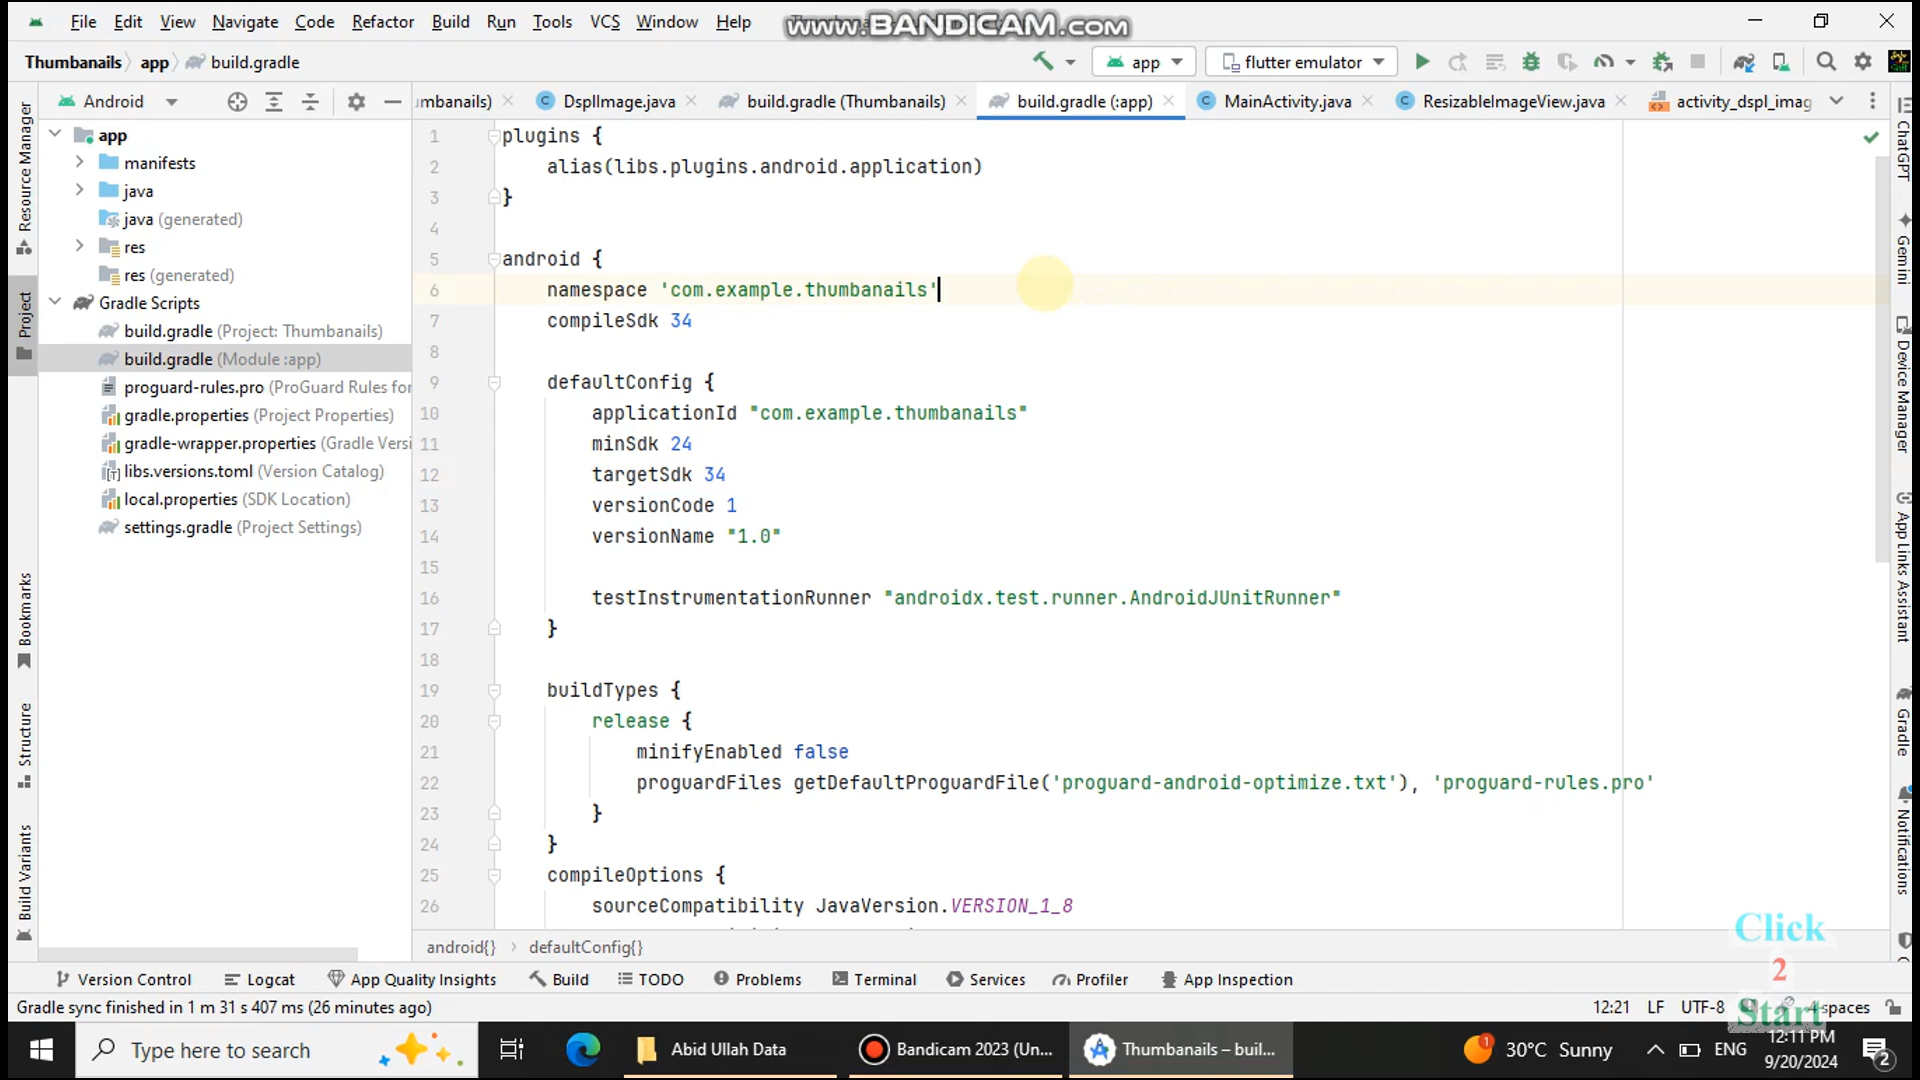 File Edit View Navigate Code Refactor Build Run Tools VCS Window Help
www.BANDICAM.com
Thumbanails app build.gradle
app flutter emulator
Android
mbanails) DsplImage.java build.gradle (Thumbanails) build.gradle (:app) MainActivity.java ResizableImageView.java activity_dspl_imag
Resource Manager
Project
Bookmarks
Structure
Build Variants
app
manifests
java
java (generated)
res
res (generated)
Gradle Scripts
build.gradle (Project: Thumbanails)
build.gradle (Module :app)
proguard-rules.pro (ProGuard Rules for
gradle.properties (Project Properties)
gradle-wrapper.properties (Gradle Versi
libs.versions.toml (Version Catalog)
local.properties (SDK Location)
settings.gradle (Project Settings)
1 plugins {
2 alias(libs.plugins.android.application)
3 }
4
5 android {
6 namespace 'com.example.thumbanails'
7 compileSdk 34
8
9 defaultConfig {
10 applicationId "com.example.thumbanails"
11 minSdk 24
12 targetSdk 34
13 versionCode 1
14 versionName "1.0"
15
16 testInstrumentationRunner "androidx.test.runner.AndroidJUnitRunner"
17 }
18
19 buildTypes {
20 release {
21 minifyEnabled false
22 proguardFiles getDefaultProguardFile('proguard-android-optimize.txt'), 'proguard-rules.pro'
23 }
24 }
25 compileOptions {
26 sourceCompatibility JavaVersion.VERSION_1_8
ChatGPT
Gemini
Device Manager
App Links Assistant
Gradle
Notifications
android{} › defaultConfig{}
Click
2
Start
Version Control Logcat App Quality Insights Build TODO Problems Terminal Services Profiler App Inspection
Gradle sync finished in 1 m 31 s 407 ms (26 minutes ago)
12:21 LF UTF-8 4 spaces
Type here to search
Abid Ullah Data
Bandicam 2023 (Un...
Thumbanails – buil...
1
30°C Sunny
ENG
12:11 PM
9/20/2024
2